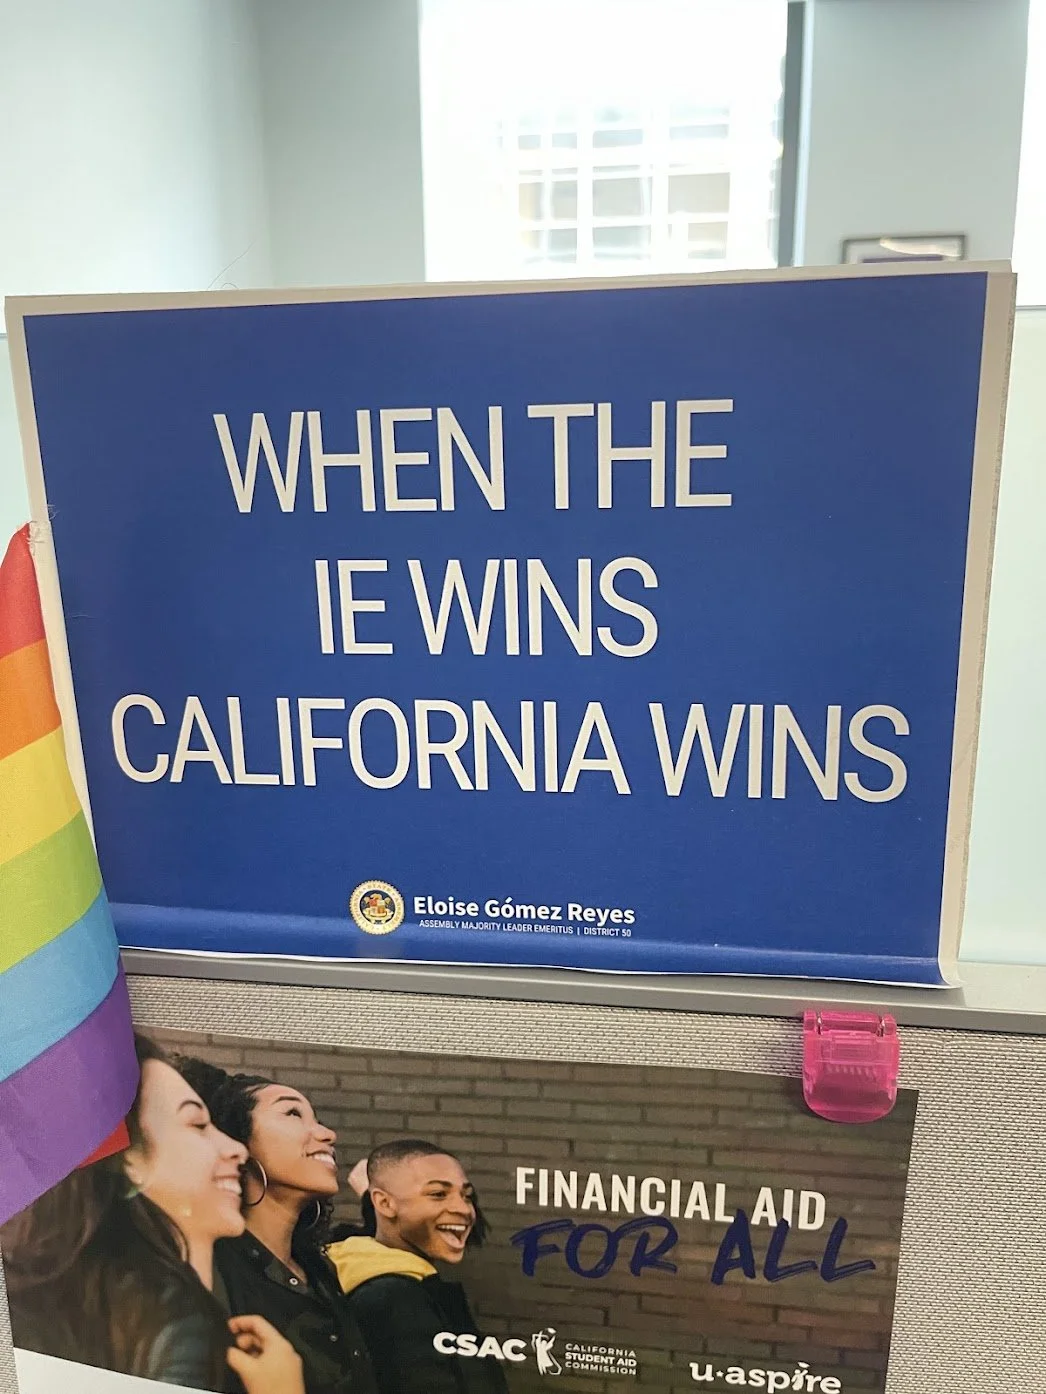 WHEN THE
IE WINS
CALIFORNIA WINS
Eloise Gómez Reyes
ASSEMBLY MAJORITY LEADER EMERITUS | DISTRICT 50
FINANCIAL AID
FOR ALL
CSAC
CALIFORNIA
STUDENT AID
COMMISSION
u·aspire